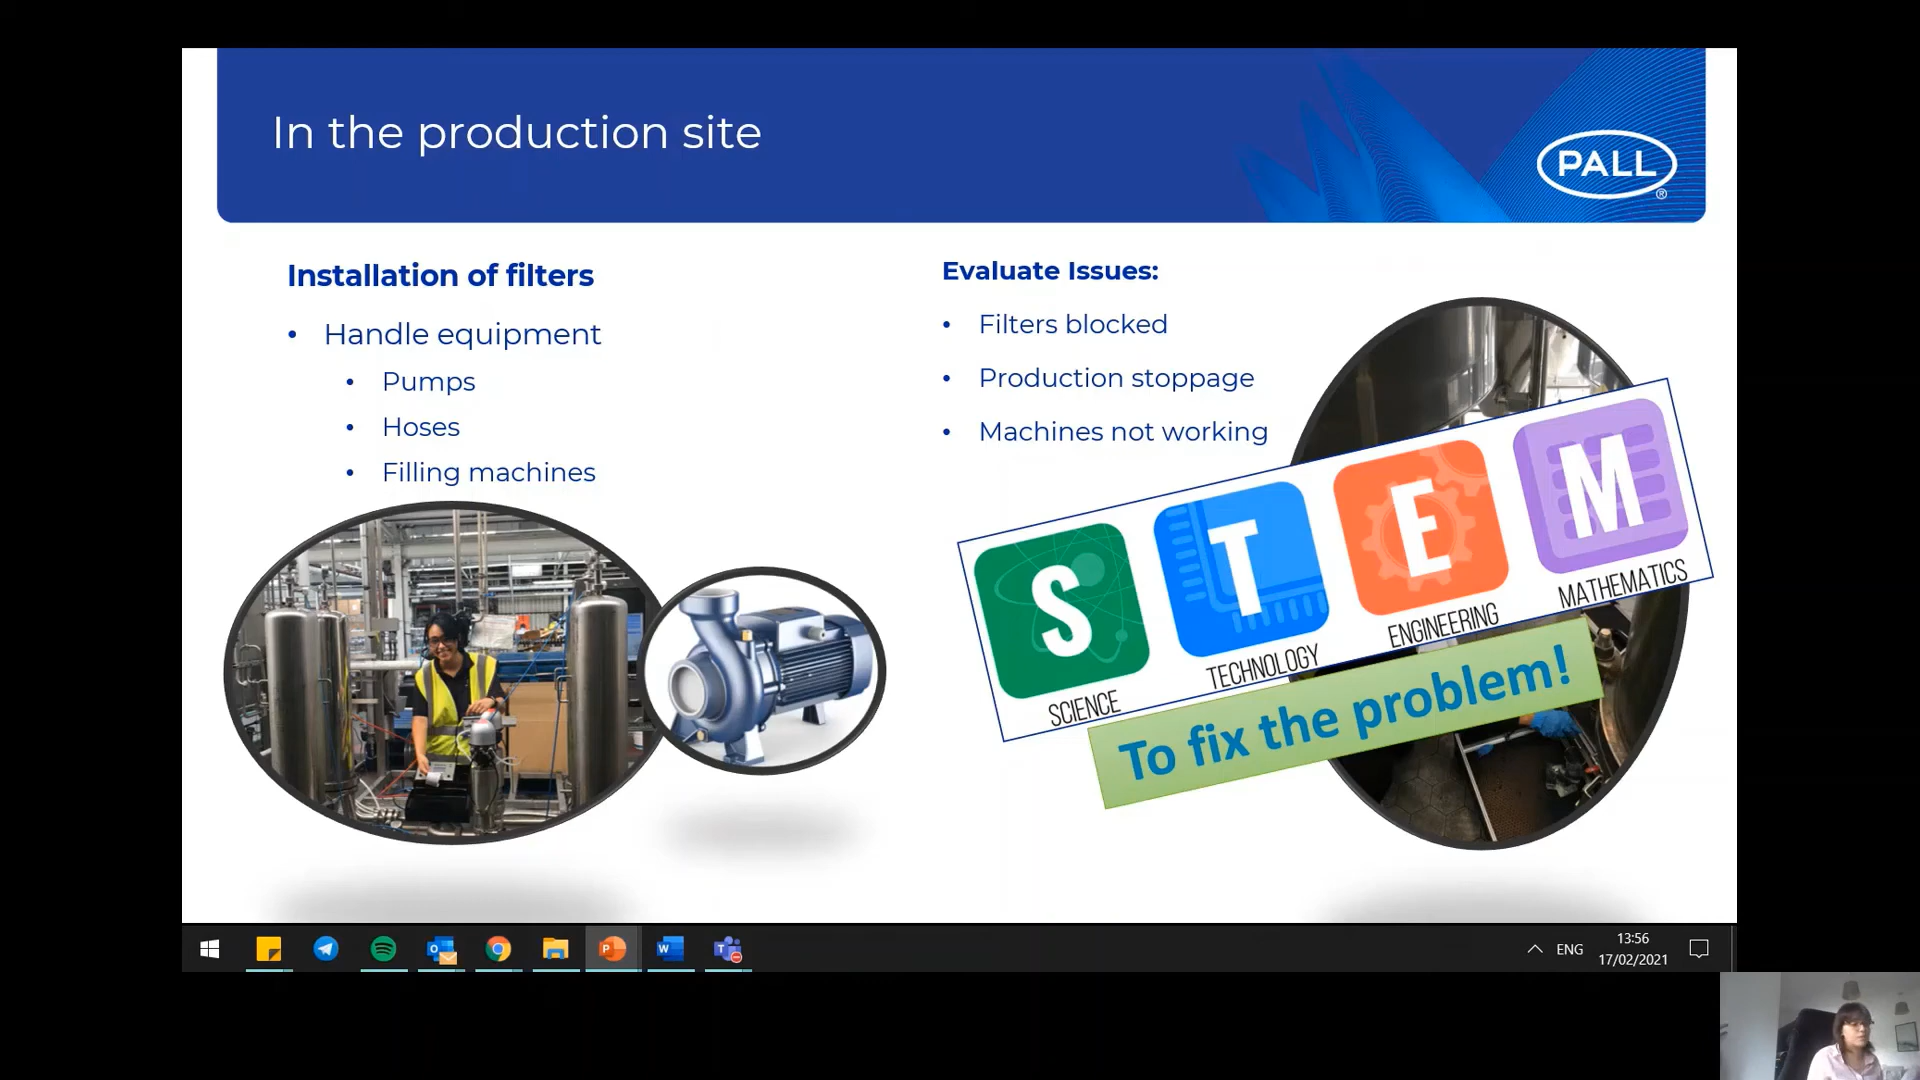 In the production site
PALL
®
Installation of filters
• Handle equipment
• Pumps
• Hoses
• Filling machines
Evaluate Issues:
• Filters blocked
• Production stoppage
• Machines not working
S
SCIENCE
T
TECHNOLOGY
E
ENGINEERING
M
MATHEMATICS
To fix the problem!
ENG
13:56
17/02/2021